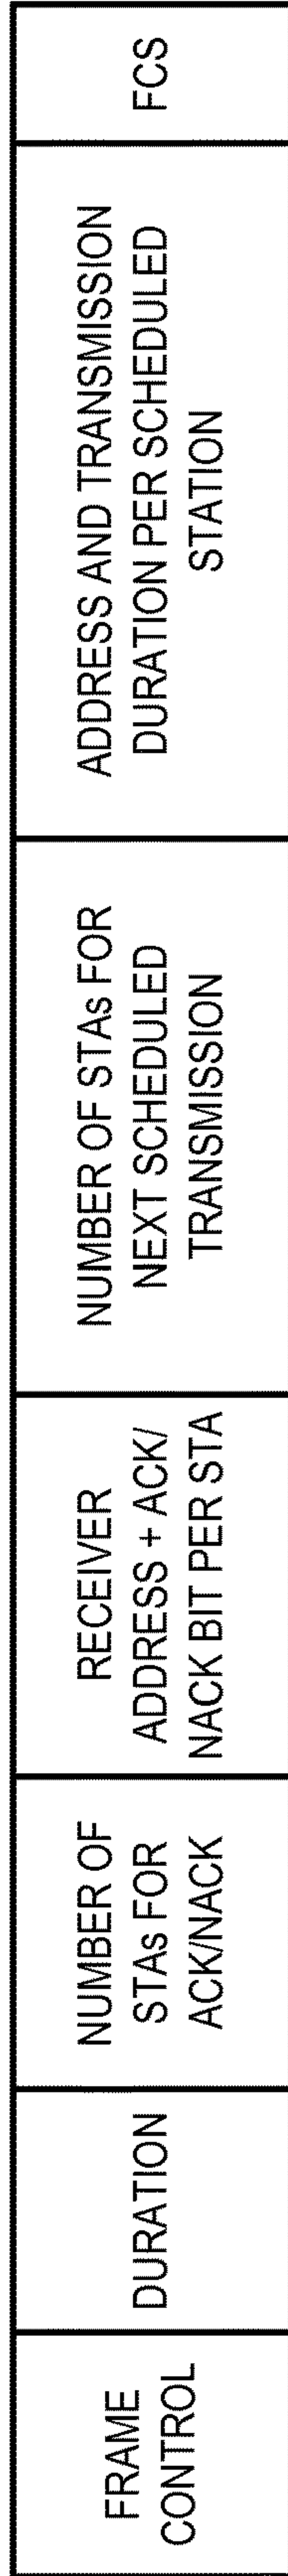 FRAME
CONTROL
DURATION
NUMBER OF
STAs FOR
ACK/NACK
RECEIVER
ADDRESS + ACK/
NACK BIT PER STA
NUMBER OF STAs FOR
NEXT SCHEDULED
TRANSMISSION
ADDRESS AND TRANSMISSION
DURATION PER SCHEDULED
STATION
FCS